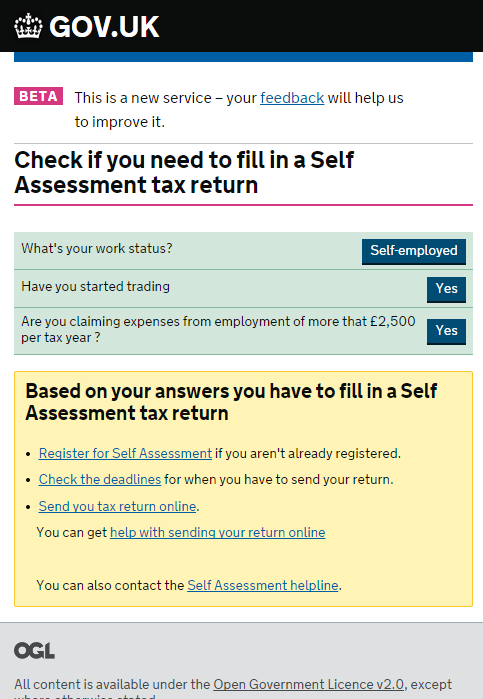 GOV.UK
BETA This is a new service – your feedback will help us
to improve it.
Check if you need to fill in a Self
Assessment tax return
What's your work status? Self-employed
Have you started trading Yes
Are you claiming expenses from employment of more that £2,500
per tax year ? Yes
Based on your answers you have to fill in a Self
Assessment tax return
• Register for Self Assessment if you aren't already registered.
• Check the deadlines for when you have to send your return.
• Send you tax return online.
You can get help with sending your return online
You can also contact the Self Assessment helpline.
OGL
All content is available under the Open Government Licence v2.0, except
where otherwise stated